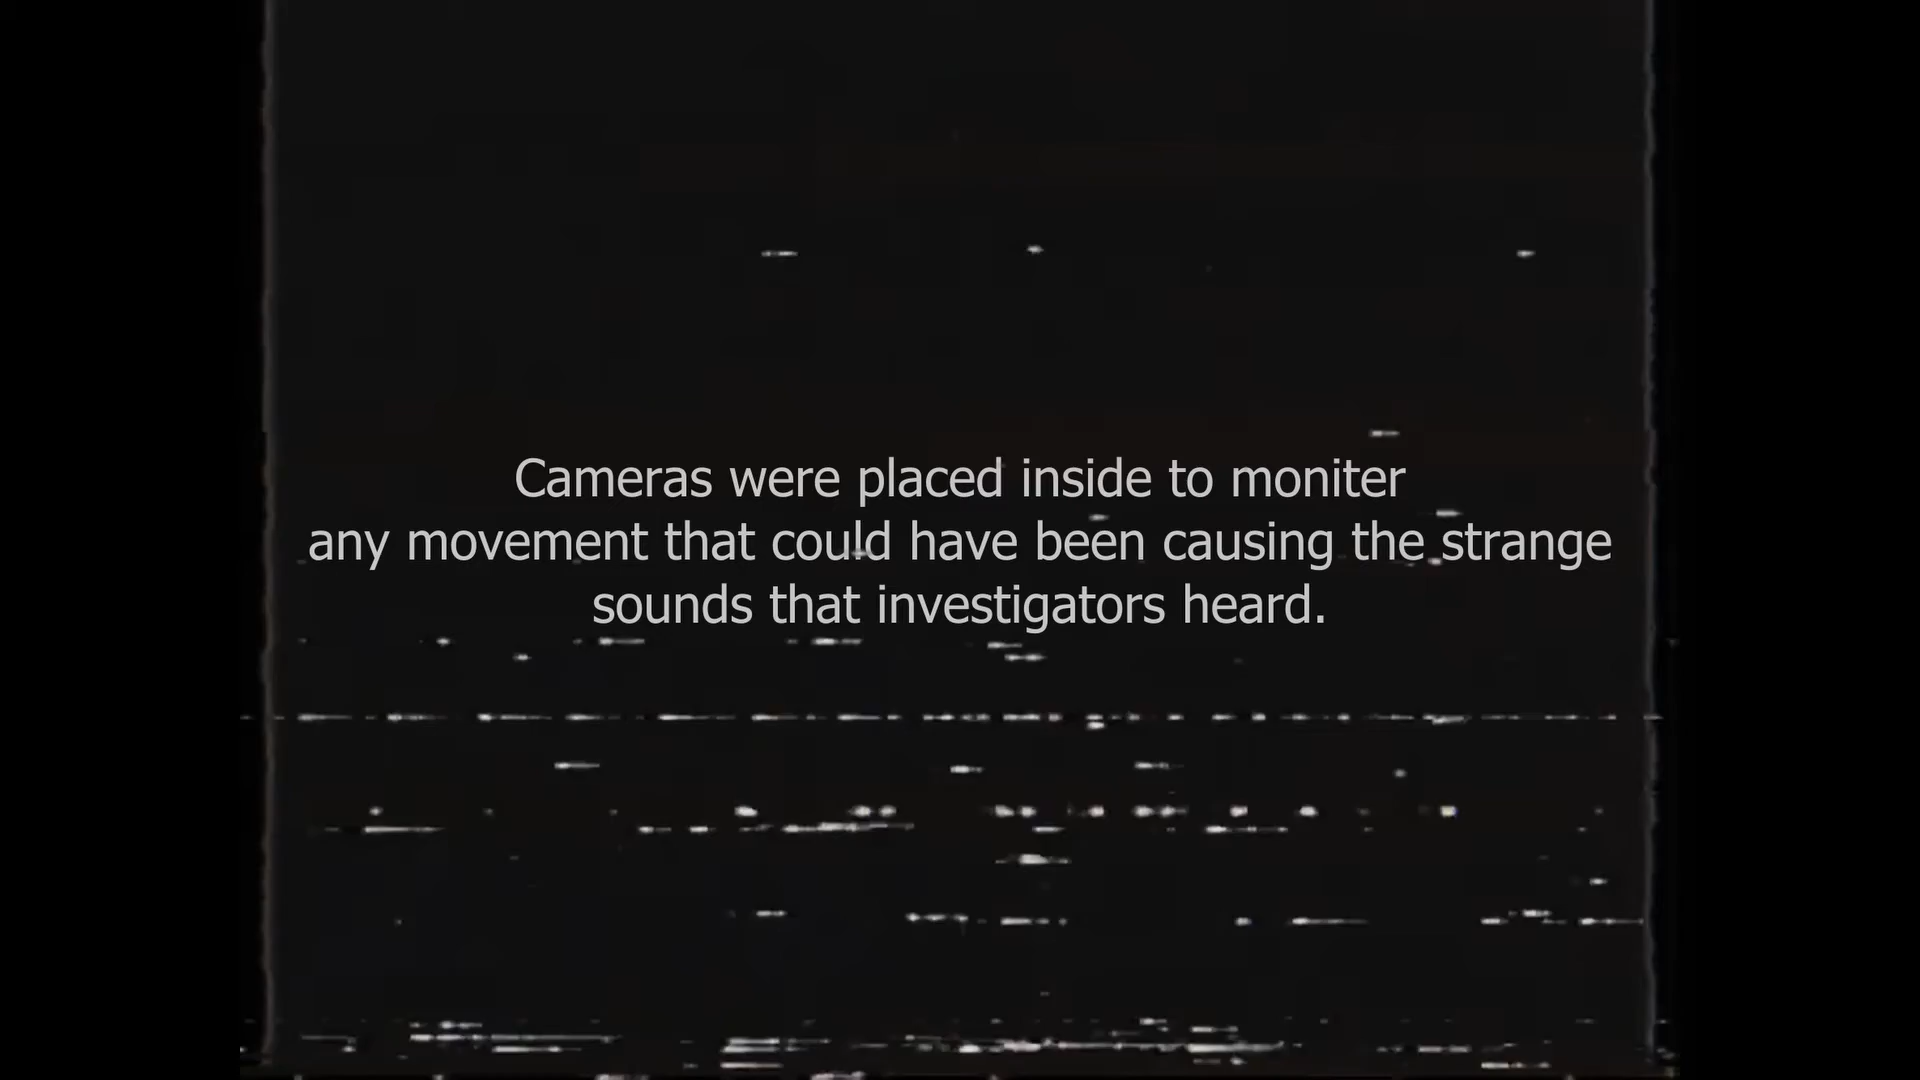 Cameras were placed inside to moniter
any movement that could have been causing the strange
sounds that investigators heard.